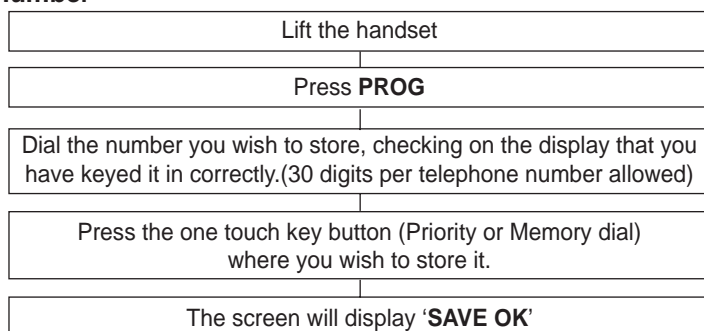 Lift the handset
Press PROG
Dial the number you wish to store, checking on the display that you
have keyed it in correctly.(30 digits per telephone number allowed)
Press the one touch key button (Priority or Memory dial)
where you wish to store it.
The screen will display ‘SAVE OK’